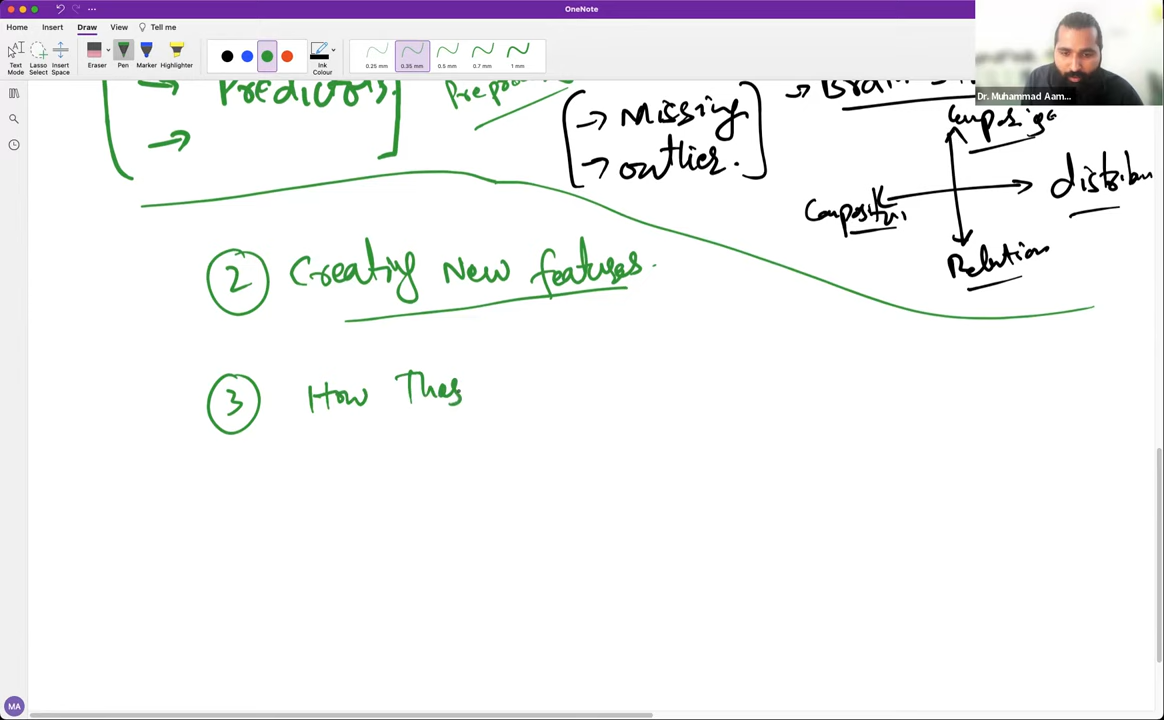 OneNote
Home Insert Draw View Tell me
Text Mode Lasso Select Insert Space Eraser Pen Marker Highlighter Ink Colour 0.25 mm 0.35 mm 0.5 mm 0.7 mm 1 mm
Dr. Muhammad Aam...
→ Predictors.
→
→ Missing
→ outlier.
distribu
Relation
2 Creating New features.
3 How Thes
MA